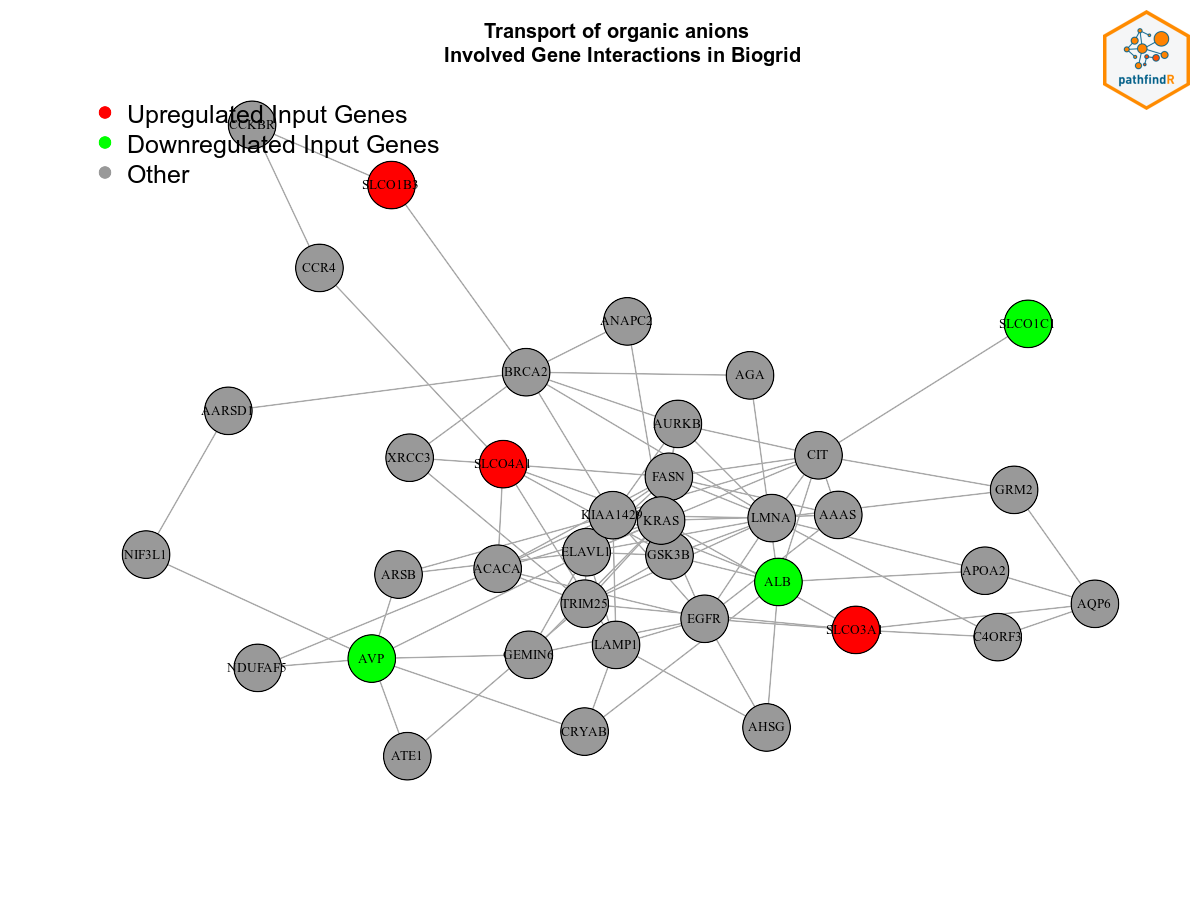 Transport of organic anions
Involved Gene Interactions in Biogrid
pathfindR
Upregulated Input Genes
CCKBR
Downregulated Input Genes
Other
SLCO1B3
CCR4
ANAPC2
SLCO1C1
BRCA2
AGA
AARSD1
AURKB
XRCC3
SLCO4A1
CIT
FASN
GRM2
KIAA1429
KRAS
LMNA
AAAS
NIF3L1
ELAVL1
GSK3B
ARSB
ACACA
APOA2
ALB
TRIM25
AQP6
EGFR
SLCO3A1
C4ORF3
LAMP1
GEMIN6
AVP
NDUFAF5
CRYAB
AHSG
ATE1